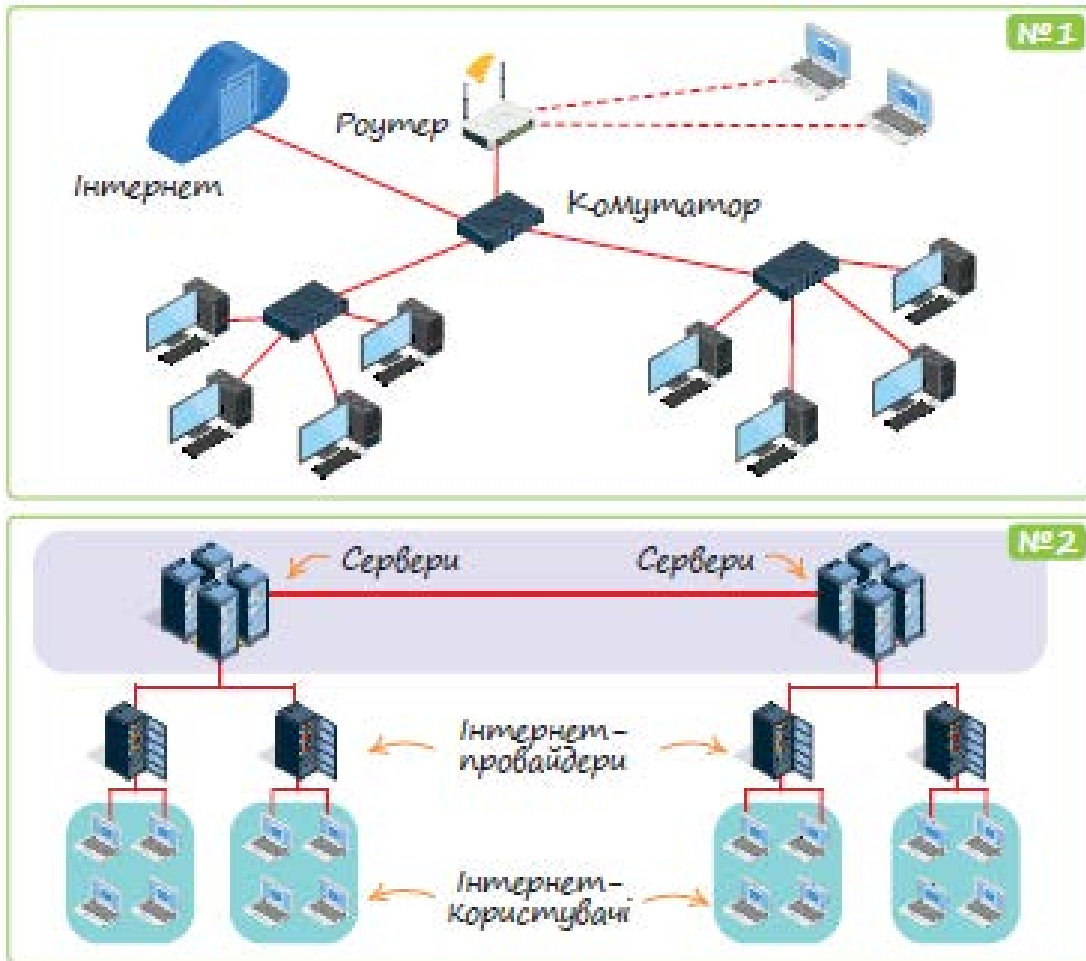 №1
Роутер
Інтернет
Комутатор
№2
Сервери
Сервери
Інтернет-
провайдери
Інтернет-
користувачі